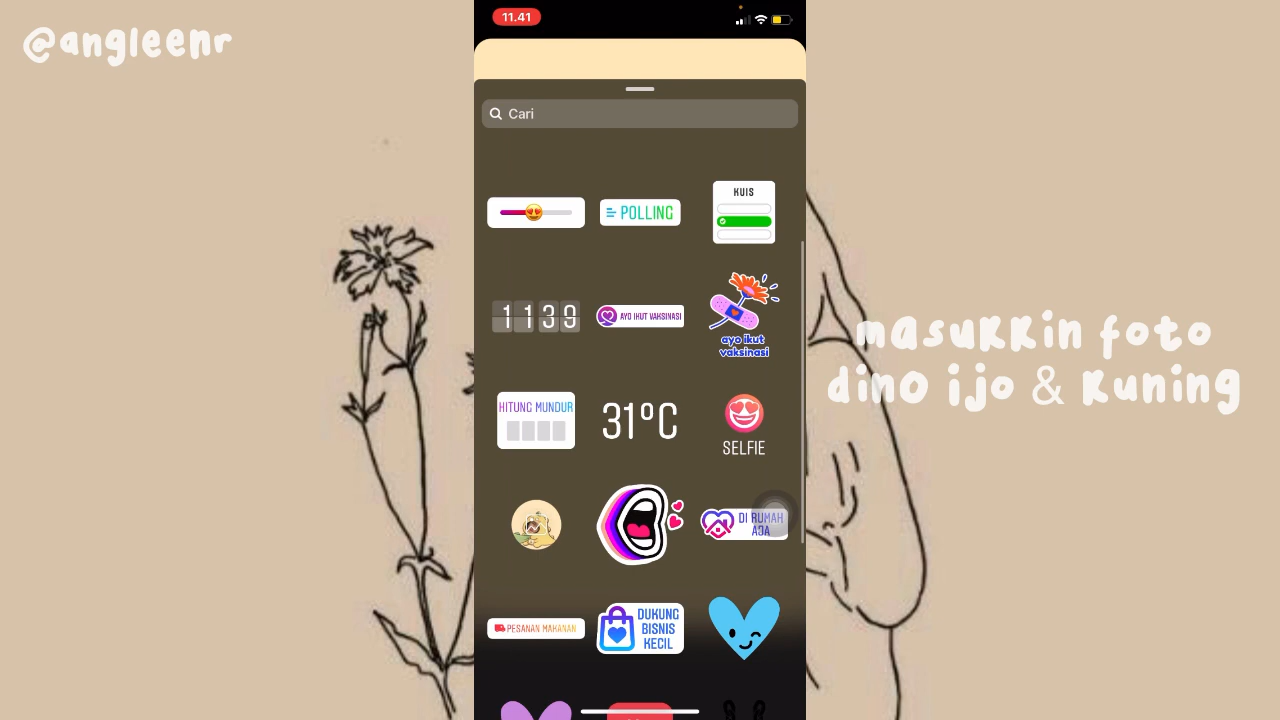 @angleenr
11.41
Cari
POLLING
KUIS
1139
AYO IKUT VAKSINASI
ayo ikut
vaksinasi
HITUNG MUNDUR
31°C
SELFIE
DI RUMAH
AJA
PESANAN MAKANAN
DUKUNG
BISNIS
KECIL
masukkin foto
dino ijo & kuning